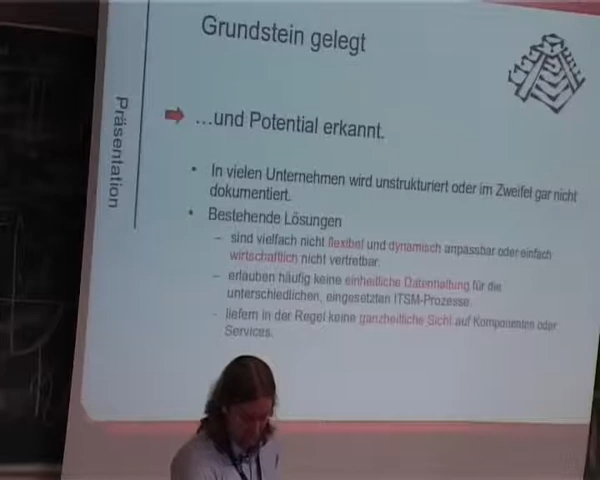 Grundstein gelegt
Präsentation
...und Potential erkannt.
• In vielen Unternehmen wird unstrukturiert oder im Zweifel gar nicht
dokumentiert.
• Bestehende Lösungen
– sind vielfach nicht flexibel und dynamisch anpassbar oder einfach
wirtschaftlich nicht vertretbar.
– erlauben häufig keine einheitliche Datenhaltung für die
unterschiedlichen, eingesetzten ITSM-Prozesse.
– liefern in der Regel keine ganzheitliche Sicht auf Komponenten oder
Services.